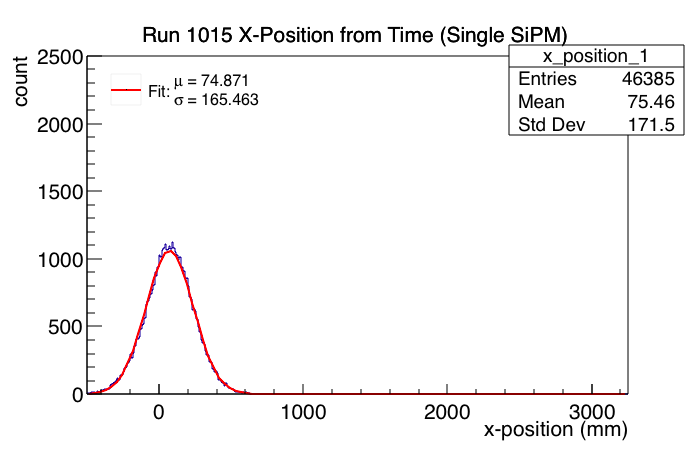 Run 1015 X-Position from Time (Single SiPM)
x_position_1
Entries 46385
Mean 75.46
Std Dev 171.5
Fit: μ = 74.871
σ = 165.463
count
2500
2000
1500
1000
500
0
0 1000 2000 3000
x-position (mm)